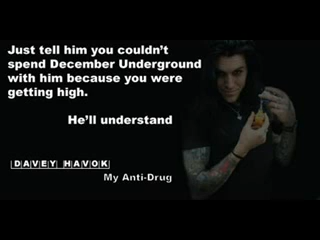 Just tell him you couldn't
spend December Underground
with him because you were
getting high.
He'll understand
DAVEY HAVOK
My Anti-Drug